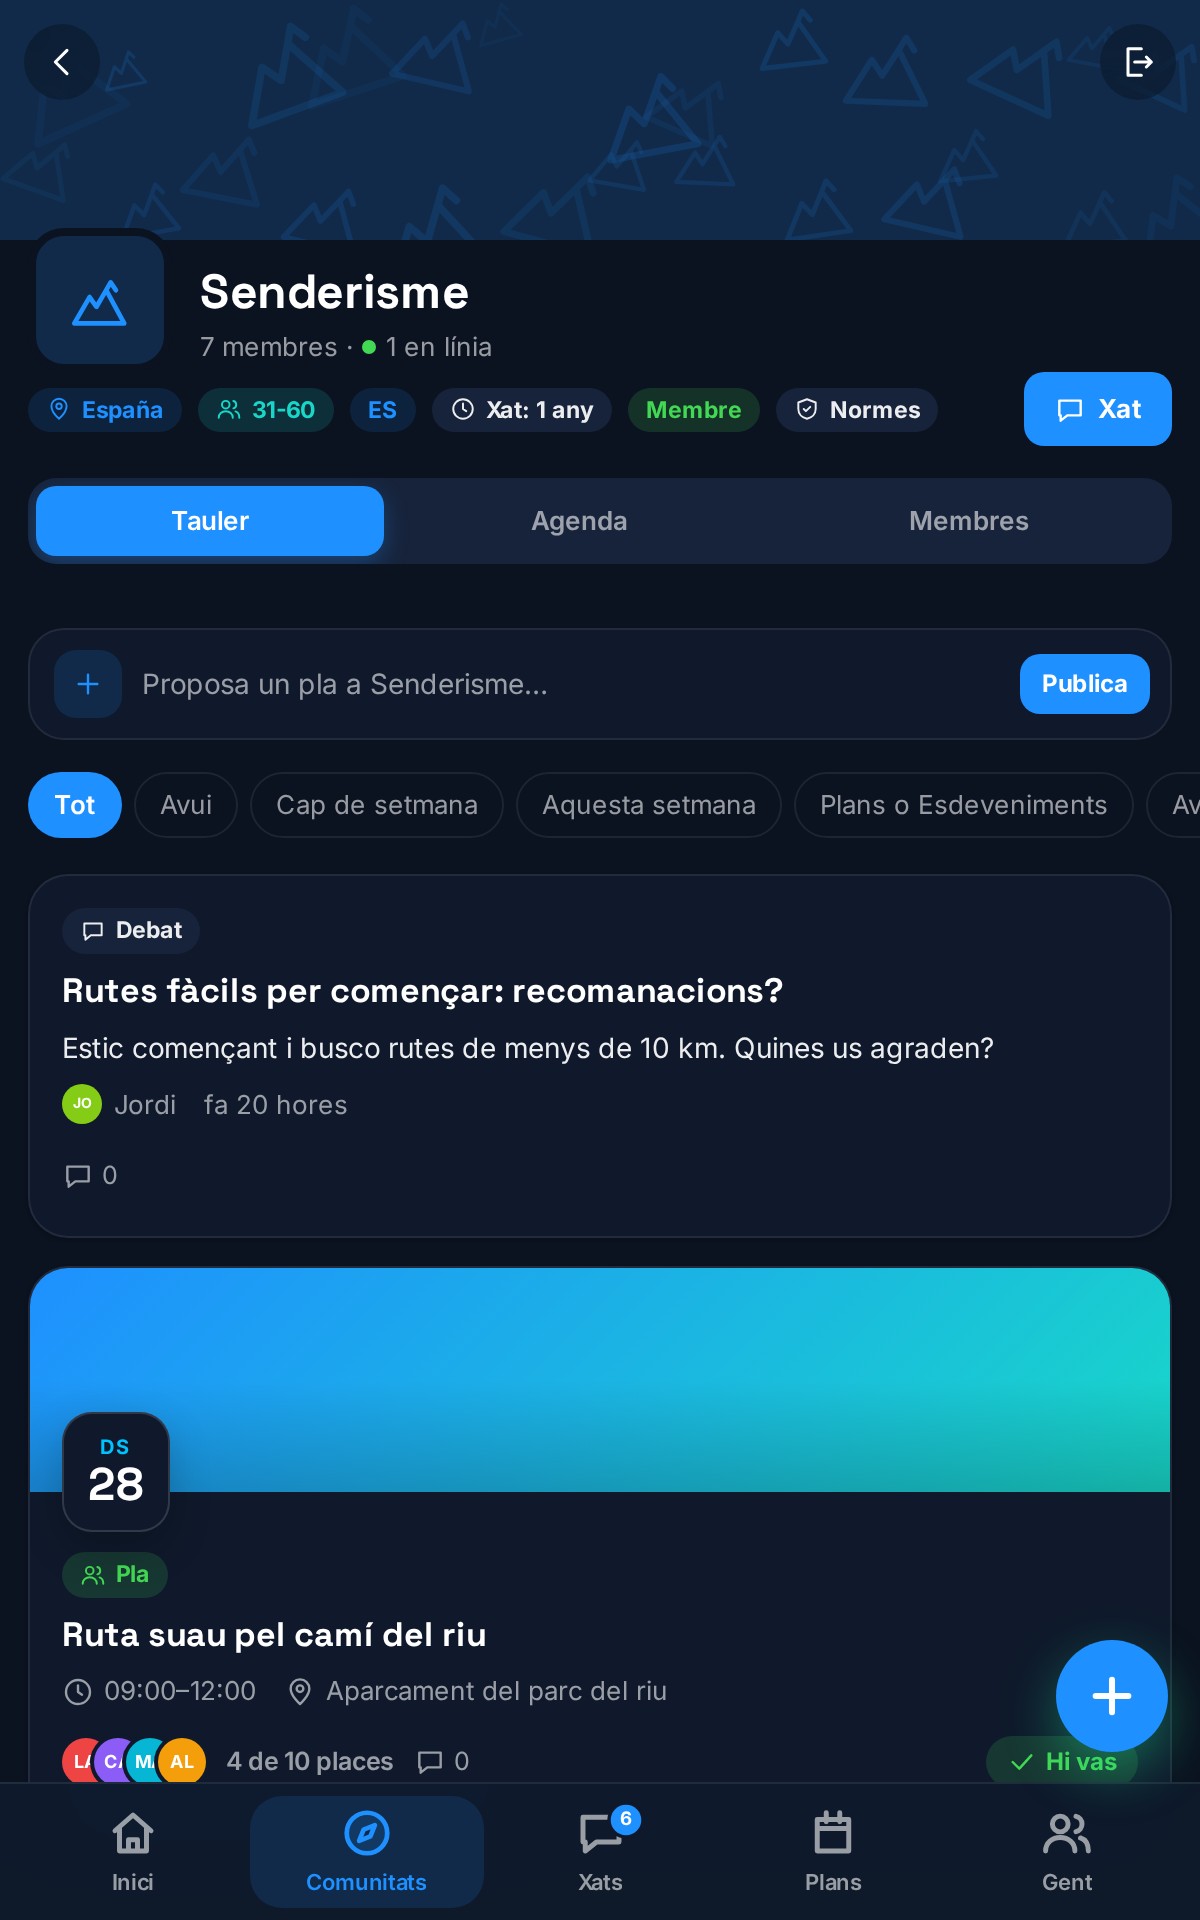 Senderisme
7 membres · 1 en línia
España 31-60 ES Xat: 1 any Membre Normes Xat
Tauler Agenda Membres
Proposa un pla a Senderisme... Publica
Tot Avui Cap de setmana Aquesta setmana Plans o Esdeveniments
Debat
Rutes fàcils per començar: recomanacions?
Estic començant i busco rutes de menys de 10 km. Quines us agraden?
JO Jordi fa 20 hores
0
DS
28
Pla
Ruta suau pel camí del riu
09:00–12:00 Aparcament del parc del riu
AL 4 de 10 places 0 Hi vas
6
Inici Comunitats Xats Plans Gent